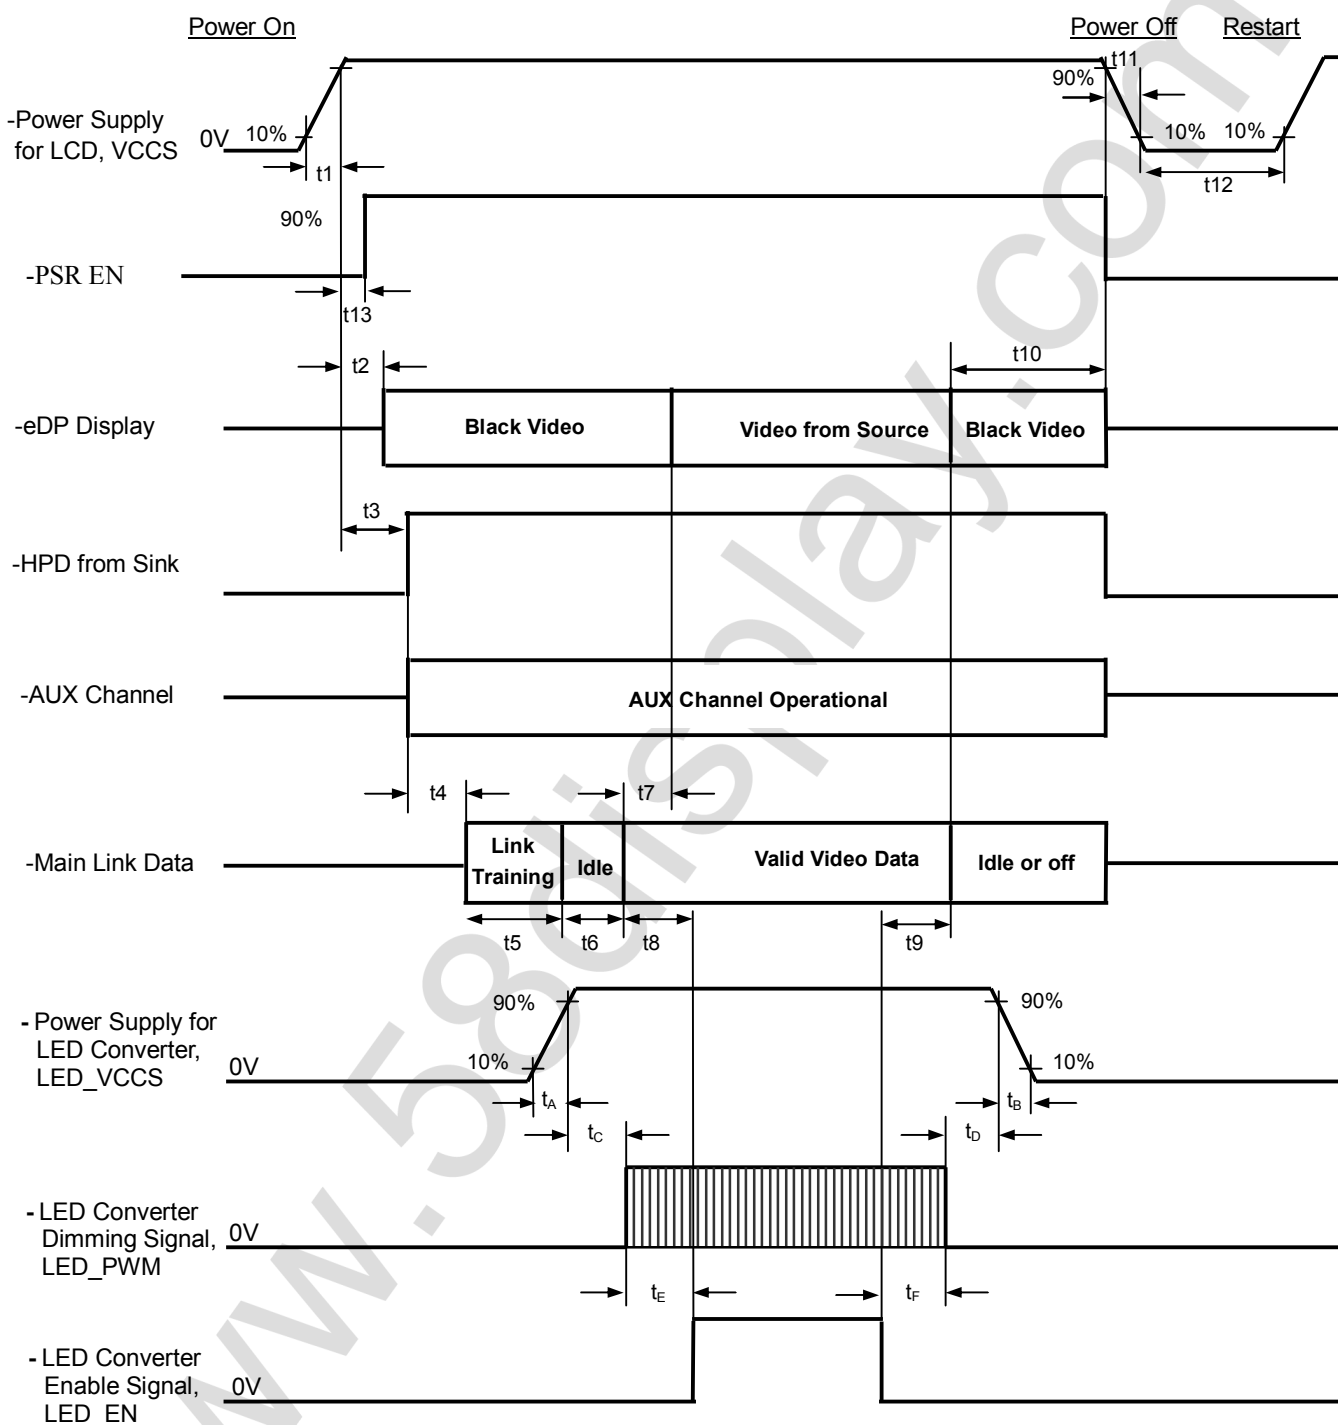 Power On
Power Off
Restart
t11
90%
-Power Supply
for LCD, VCCS
0V
10%
10%
10%
t1
t12
90%
-PSR EN
t13
t2
t10
-eDP Display
Black Video
Video from Source
Black Video
t3
-HPD from Sink
-AUX Channel
AUX Channel Operational
t4
t7
-Main Link Data
Link
Training
Idle
Valid Video Data
Idle or off
t5
t6
t8
t9
90%
90%
- Power Supply for
LED Converter,
LED_VCCS
0V
10%
10%
tA
tB
tC
tD
- LED Converter
Dimming Signal,
LED_PWM
0V
tE
tF
- LED Converter
Enable Signal,
LED_EN
0V
w.58display.com